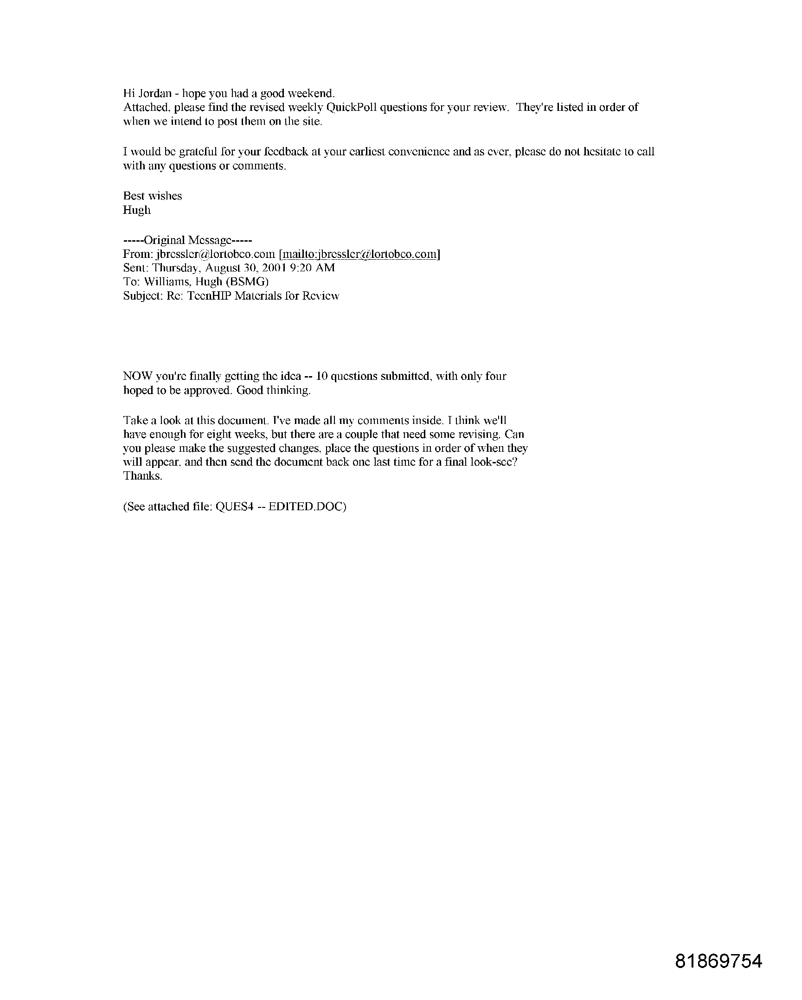 Hi Jordan - hope you had a good weekend.
Attached, please find the revised weekly QuickPoll questions for your review.  They're listed in order of
when we intend to post them on the site.
I would be grateful for your feedback at your earliest convenience and as ever, please do not hesitate to call
with any questions or comments.
Best wishes
Hugh
-----Original Message-----
From: jbressler@lortobco.com [mailto:jbressler@lortobco.com]
Sent: Thursday, August 30, 2001 9:20 AM
To: Williams, Hugh (BSMG)
Subject: Re: TeenHIP Materials for Review
NOW you're finally getting the idea -- 10 questions submitted, with only four
hoped to be approved. Good thinking.
Take a look at this document. I've made all my comments inside. I think we'll
have enough for eight weeks, but there are a couple that need some revising. Can
you please make the suggested changes, place the questions in order of when they
will appear, and then send the document back one last time for a final look-see?
Thanks.
(See attached file: QUES4 -- EDITED.DOC)
81869754